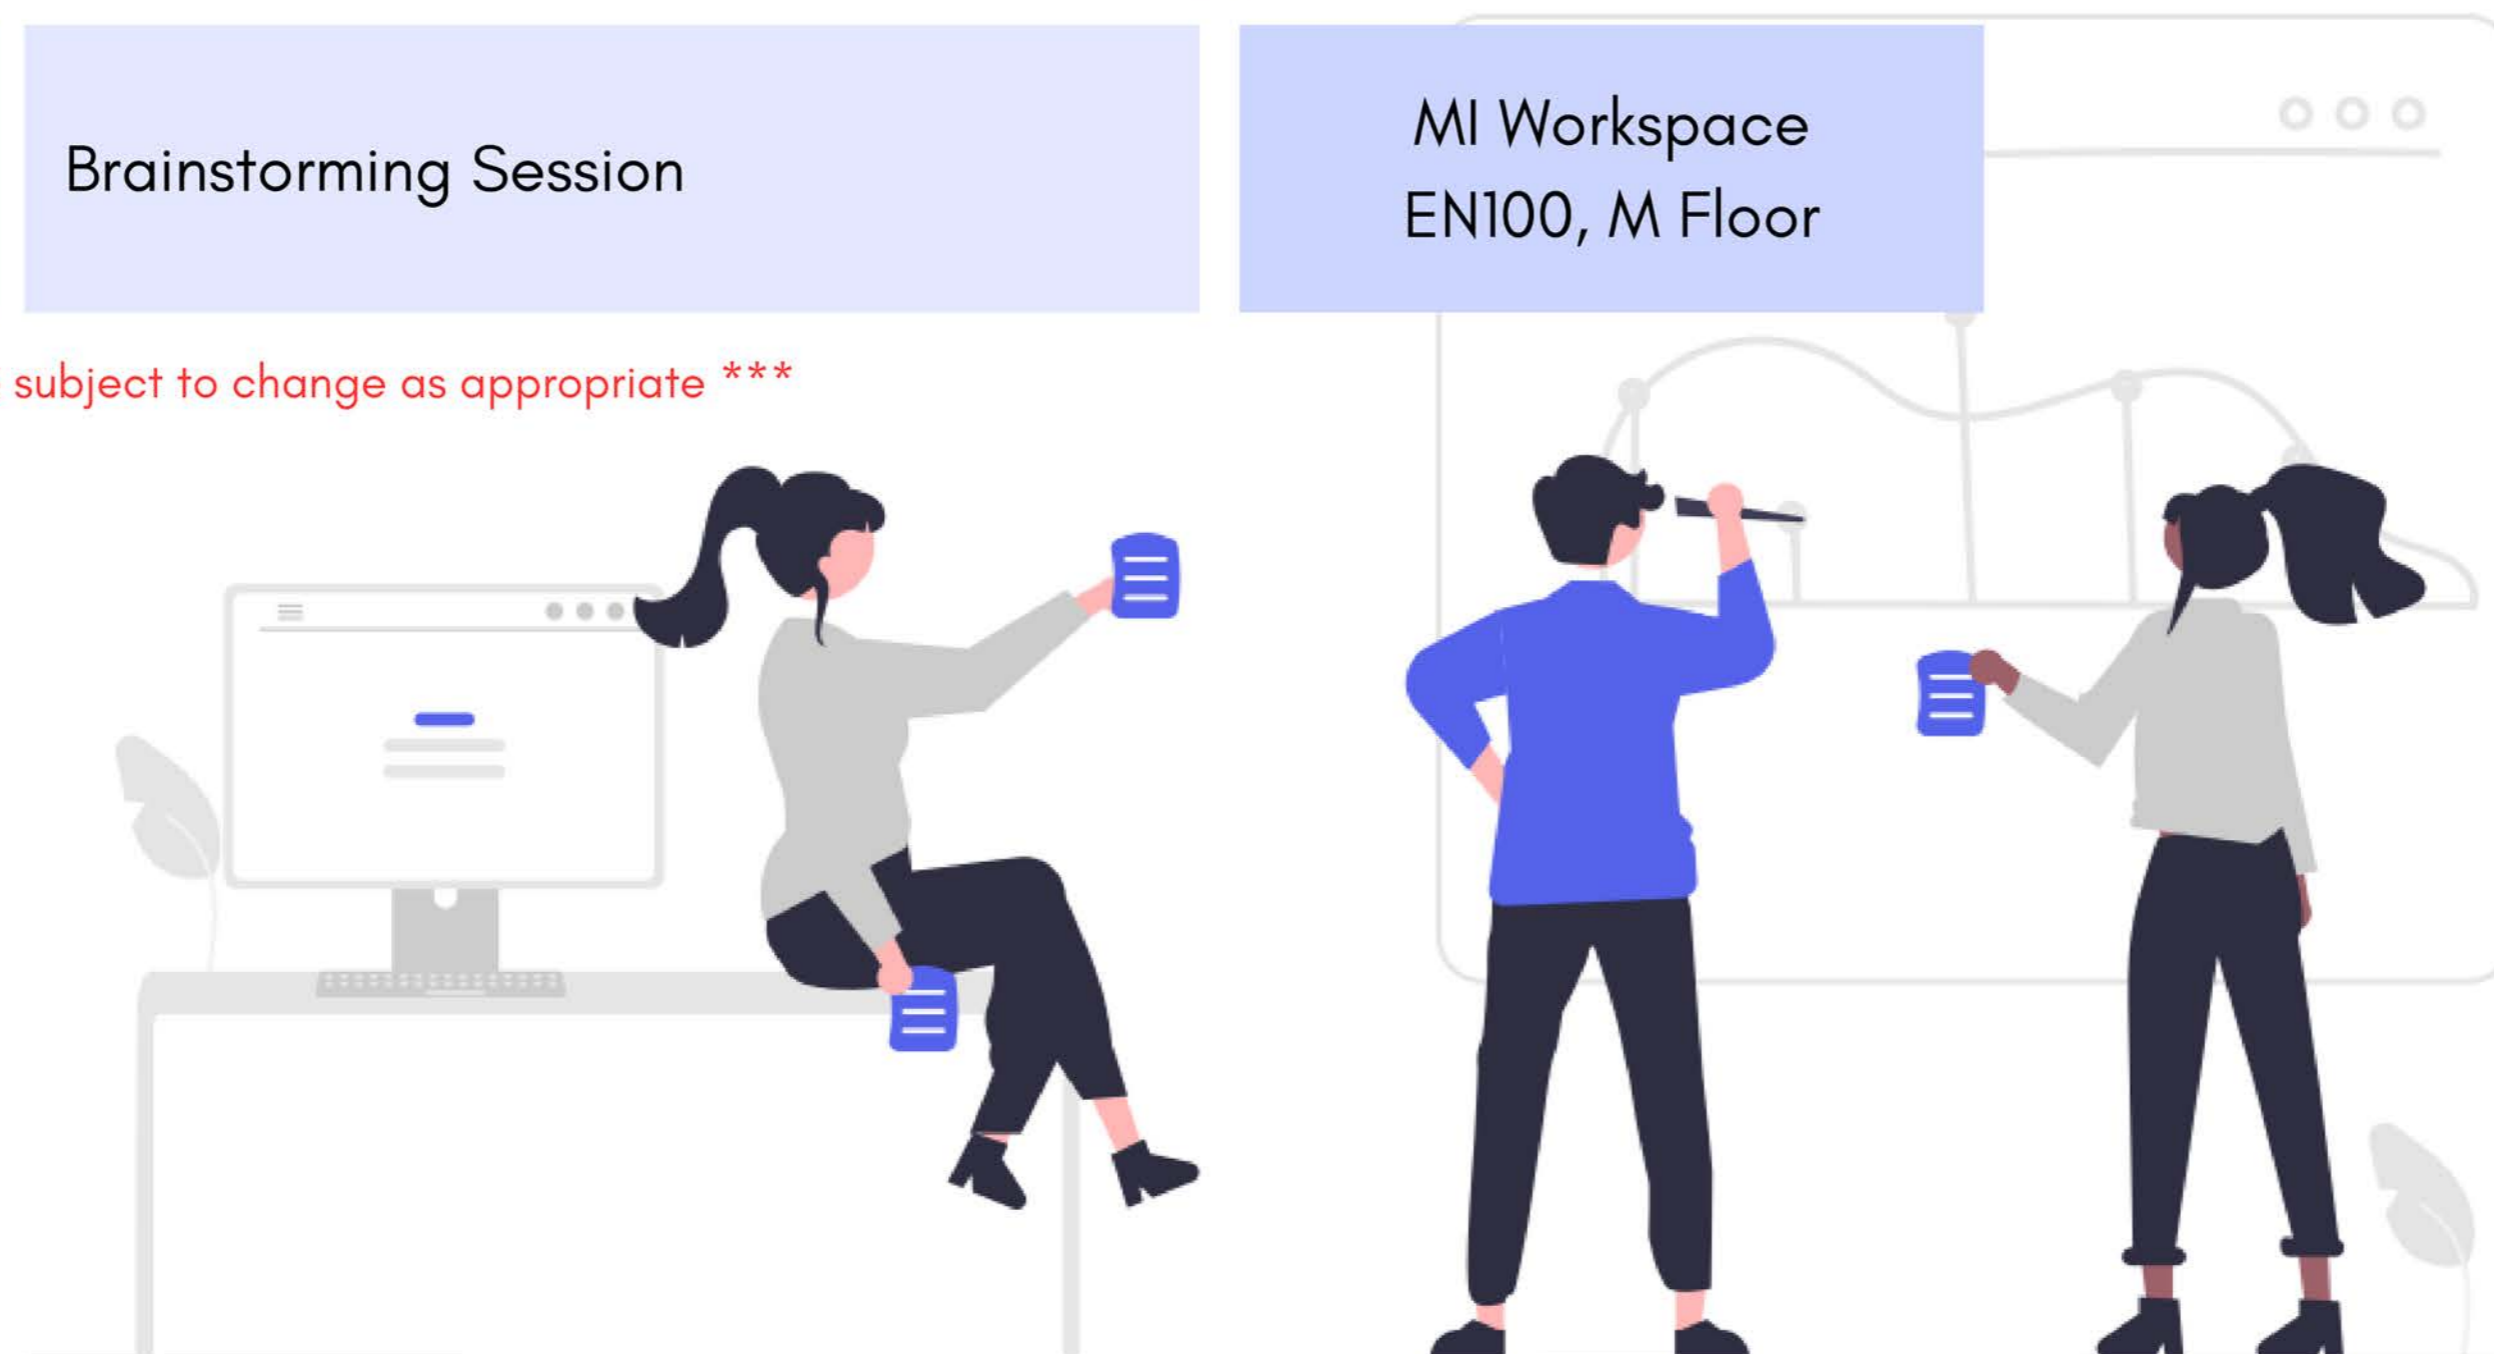 Brainstorming Session
MI Workspace
EN100, M Floor
subject to change as appropriate ***